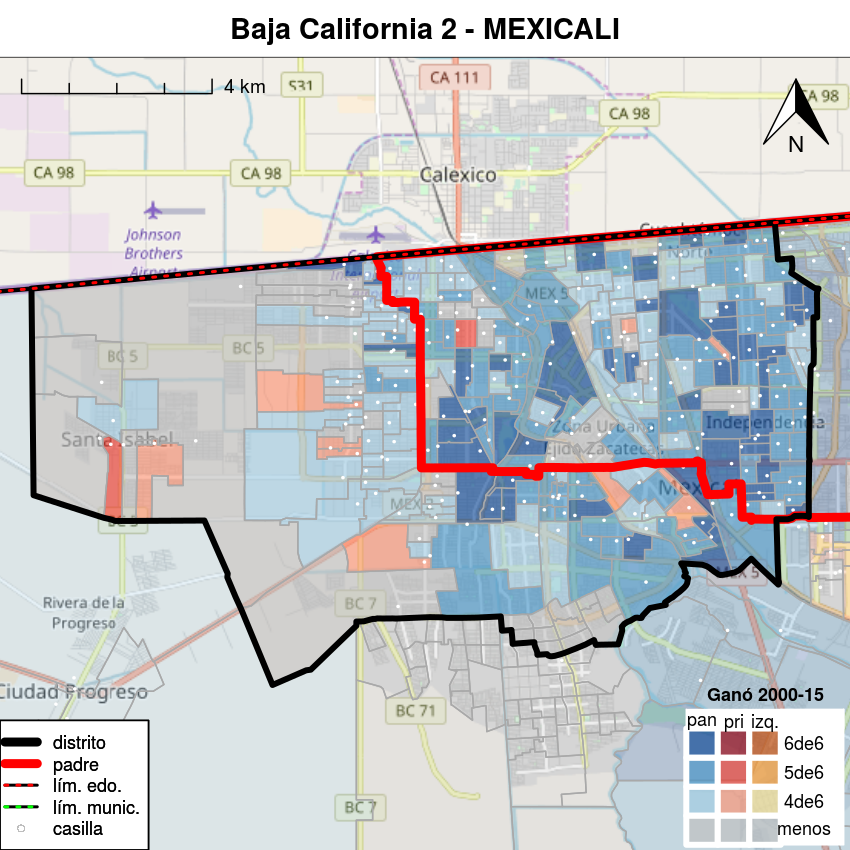 Baja California 2 - MEXICALI
4 km
S31
CA 111
CA 98
CA 98
CA 98
CA 98
N
Calexico
Johnson
Brothers
Airport
North
MEX 5
BC 5
BC 5
Santa Isabel
Zona Urbana
Ejido Zacatecas
Independencia
Mexicali
MEX 2
BC 5
MEX 5
Rivera de la
Progreso
BC 7
Ciudad Progreso
BC 71
BC 7
distrito
padre
lím. edo.
lím. munic.
casilla
Ganó 2000-15
pan pri izq.
6de6
5de6
4de6
menos